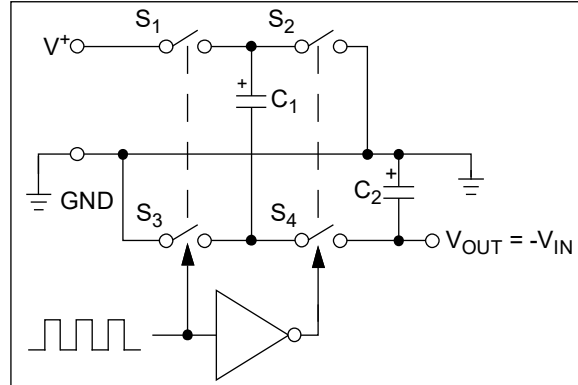 S1
S2
V+
+
C1
GND
+
C2
S3
S4
VOUT = -VIN